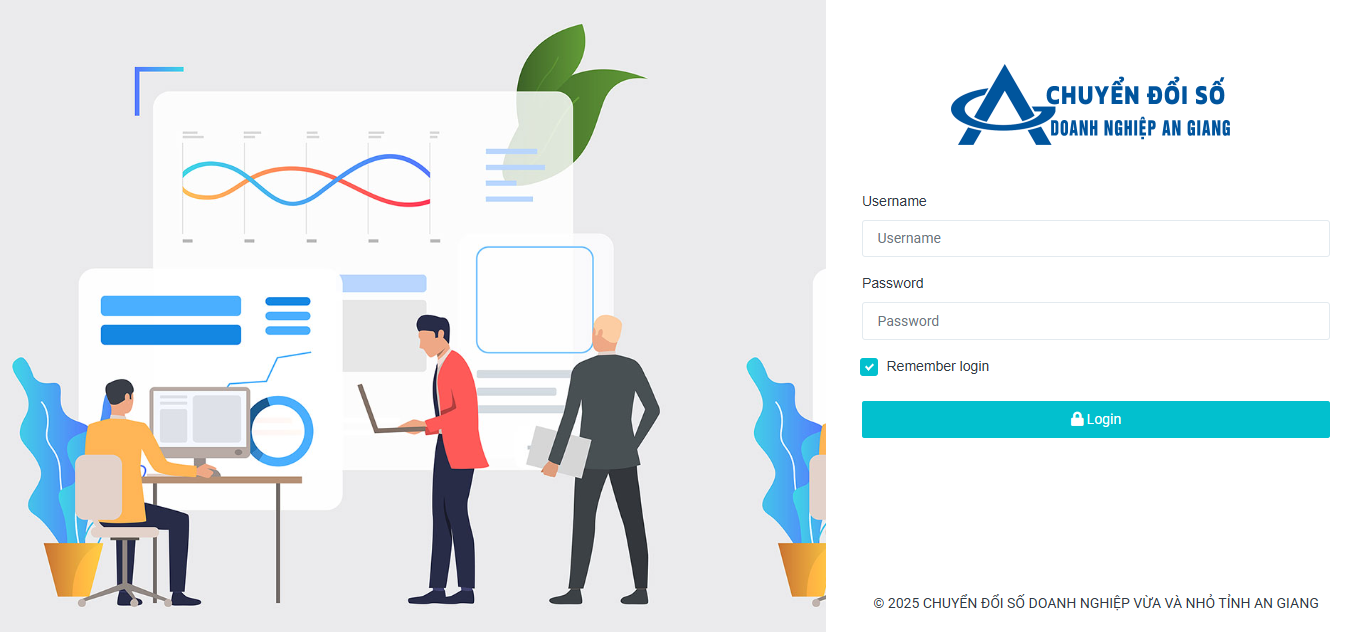 CHUYỂN ĐỔI SỐ
DOANH NGHIỆP AN GIANG
Username
Username
Password
Password
Remember login
Login
© 2025 CHUYỂN ĐỔI SỐ DOANH NGHIỆP VỪA VÀ NHỎ TỈNH AN GIANG